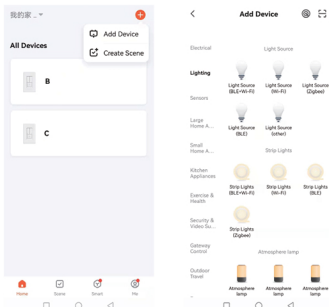 我的家 .. 
Add Device
Create Scene
All Devices
B
C
Home
Scene
Smart
Me
Add Device
Electrical
Lighting
Sensors
Large
Home A...
Small
Home A...
Kitchen
Appliances
Exercise &
Health
Security &
Video Su...
Gateway
Control
Outdoor
Travel
Light Source
Light Source
(BLE+Wi-Fi)
Light Source
(Wi-Fi)
Light Source
(Zigbee)
Light Source
(BLE)
Light Source
(other)
Strip Lights
Strip Lights
(BLE+Wi-Fi)
Strip Lights
(Wi-Fi)
Strip Lights
(BLE)
Strip Lights
(Zigbee)
Atmosphere lamp
Atmosphere
lamp
Atmosphere
lamp
Atmosphere
lamp